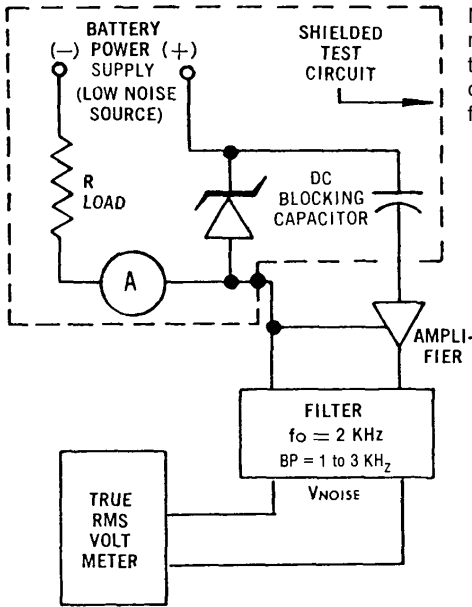 BATTERY
POWER
SUPPLY
(LOW NOISE
SOURCE)
(−)
(+)
SHIELDED
TEST
CIRCUIT
R
LOAD
DC
BLOCKING
CAPACITOR
A
AMPLI-
FIER
FILTER
fo = 2 KHz
BP = 1 to 3 KHz
VNOISE
TRUE
RMS
VOLT
METER